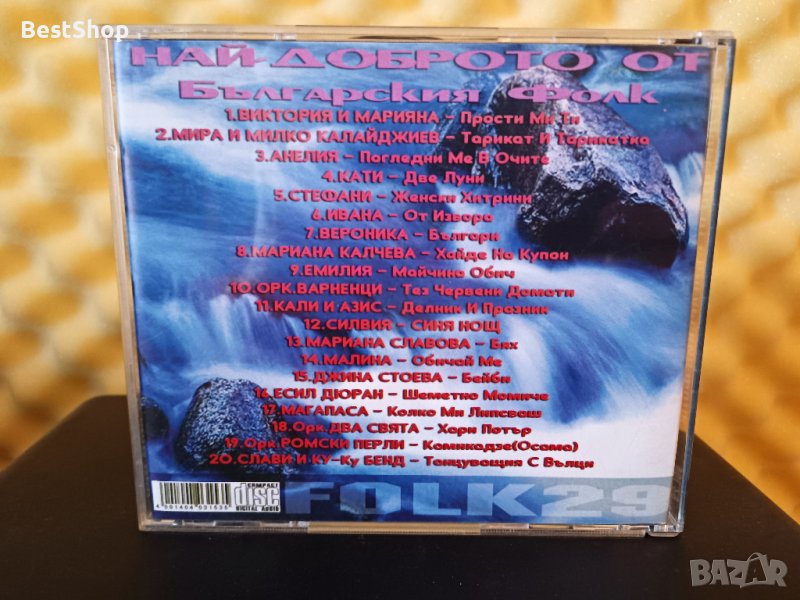 BestShop
НАЙ-ДОБРОТО ОТ
Българския Фолк
1.ВИКТОРИЯ И МАРИЯНА - Прости Ми Ти
2.МИРА И МИЛКО КАЛАЙДЖИЕВ - Тарикат И Тарикатка
3.АНЕЛИЯ - Погледни Ме В Очите
4.КАТИ - Две Луни
5.СТЕФАНИ - Женски Хитрини
6.ИВАНА - От Извора
7.ВЕРОНИКА - Българи
8.МАРИАНА КАЛЧЕВА - Хайде На Купон
9.ЕМИЛИЯ - Майчина Обич
10.ОРК.ВАРНЕНЦИ - Тез Червени Домати
11.КАЛИ И АЗИС - Делник И Празник
12.СИЛВИЯ - СИНЯ НОЩ
13.МАРИАНА СЛАВОВА - Бях
14.МАЛИНА - Обичай Ме
15.ДЖИНА СТОЕВА - Бейби
16.ЕСИЛ ДЮРАН - Шеметно Момиче
17.МАГАПАСА - Колко Ми Липсваш
18.Орк.ДВА СВЯТА - Хари Потър
19.Орк.РОМСКИ ПЕРЛИ - Камикадзе(Осама)
20.СЛАВИ И КУ-Ку БЕНД - Танцуващия С Вълци
COMPACT
disc
DIGITAL AUDIO
FOLK29
BAZAR